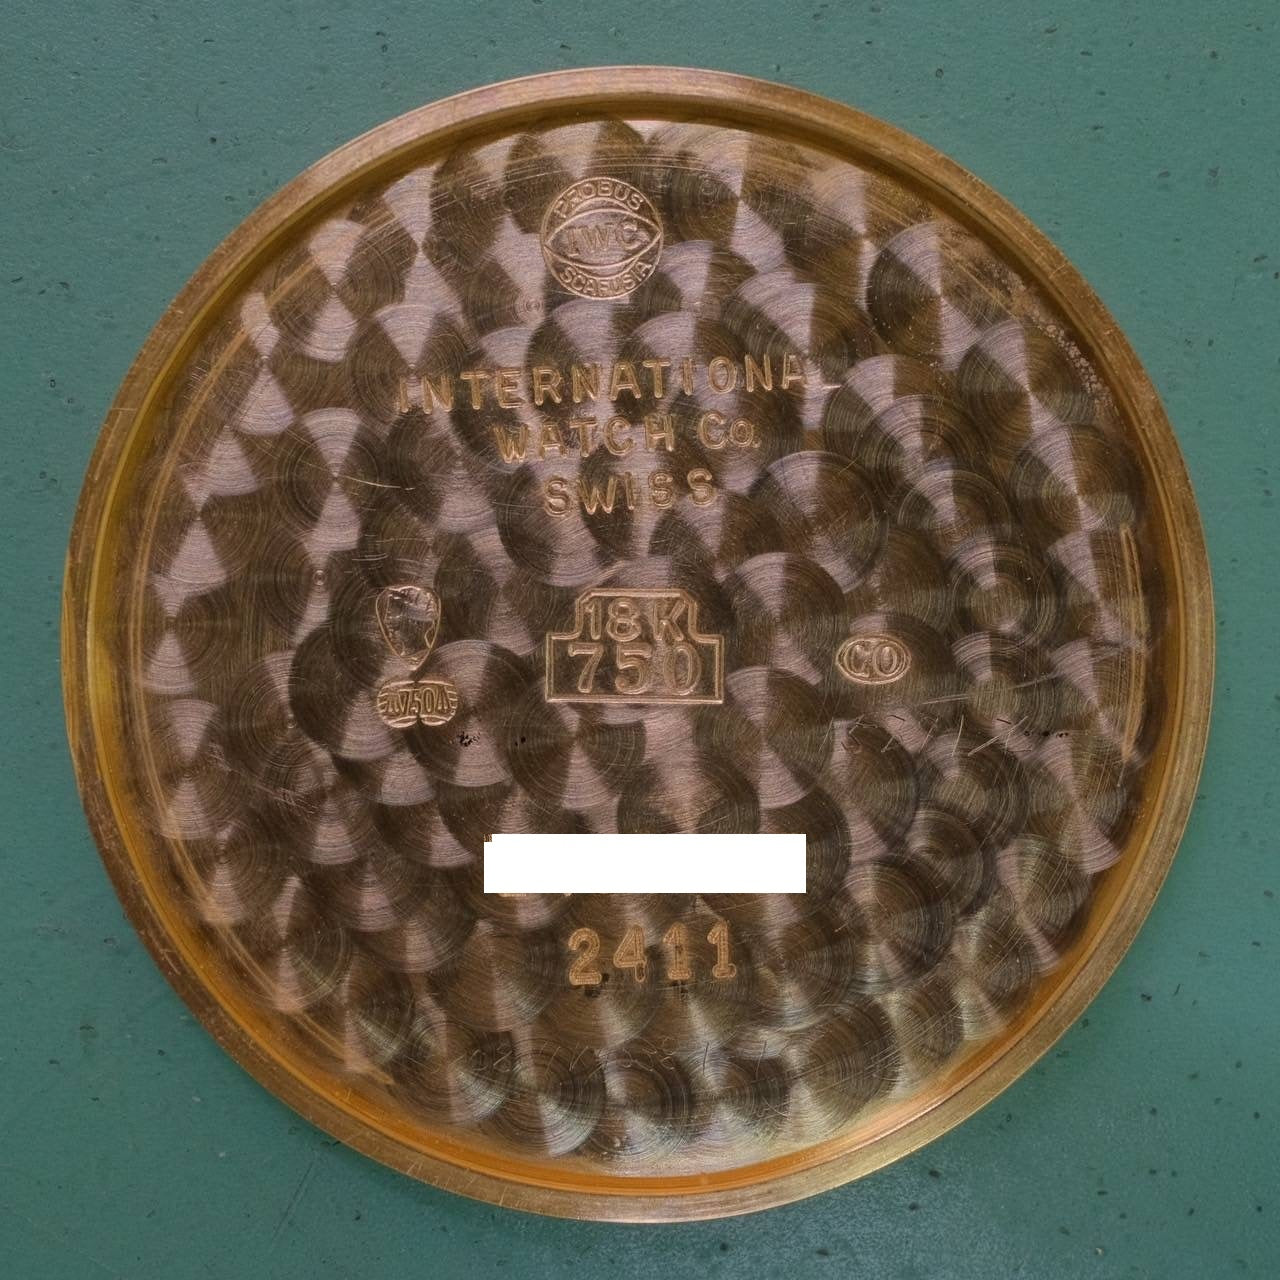 PROBUS
IWC
SCAFUSIA
INTERNATIONAL
WATCH Co.
SWISS
18K
750
CO
2411